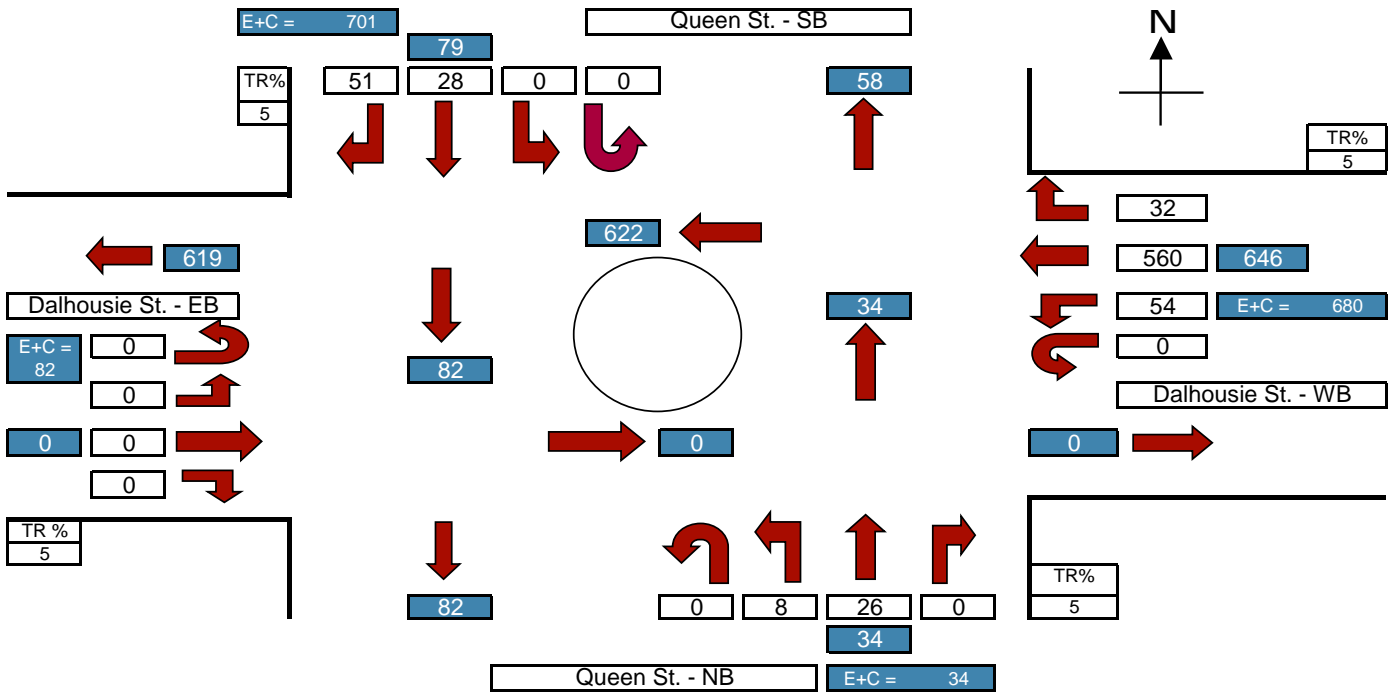 E+C = 701
Queen St. - SB
N
79
TR%
51 28 0 0
58
5
TR%
5
32
622
619
560 646
Dalhousie St. - EB
34
54 E+C = 680
E+C =
82
0
0
82
0
Dalhousie St. - WB
0 0
0
0
0
TR %
5
TR%
82
0 8 26 0
5
34
Queen St. - NB
E+C = 34